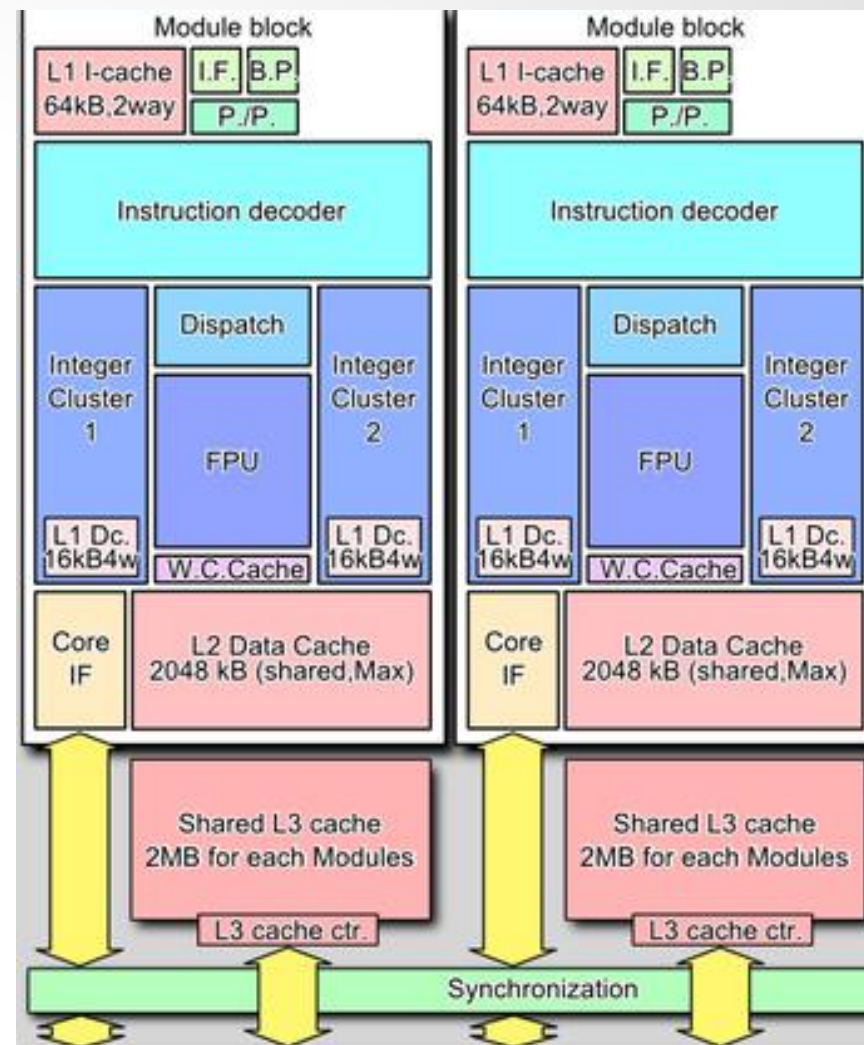 Module block
L1 I-cache
64kB,2way
I.F.
B.P.
P./P.
Instruction decoder
Integer
Cluster
1
Dispatch
FPU
Integer
Cluster
2
L1 Dc.
16kB4w
W.C.Cache
L1 Dc.
16kB4w
Core
IF
L2 Data Cache
2048 kB (shared,Max)
Shared L3 cache
2MB for each Modules
L3 cache ctr.
Module block
L1 I-cache
64kB,2way
I.F.
B.P.
P./P.
Instruction decoder
Integer
Cluster
1
Dispatch
FPU
Integer
Cluster
2
L1 Dc.
16kB4w
W.C.Cache
L1 Dc.
16kB4w
Core
IF
L2 Data Cache
2048 kB (shared,Max)
Shared L3 cache
2MB for each Modules
L3 cache ctr.
Synchronization